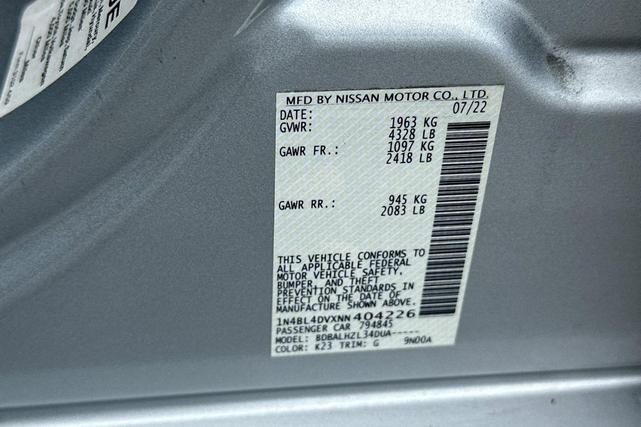 MFD BY NISSAN MOTOR CO., LTD.
DATE: 07/22
GVWR: 1963 KG
4328 LB
GAWR FR.: 1097 KG
2418 LB
GAWR RR.: 945 KG
2083 LB
THIS VEHICLE CONFORMS TO
ALL APPLICABLE FEDERAL
MOTOR VEHICLE SAFETY,
BUMPER, AND THEFT
PREVENTION STANDARDS IN
EFFECT ON THE DATE OF
MANUFACTURE SHOWN ABOVE.
1N4BL4DVXNN404226
PASSENGER CAR 794845
MODEL: BDBALHZL34DUA-----
COLOR: K23 TRIM: G 9N00A